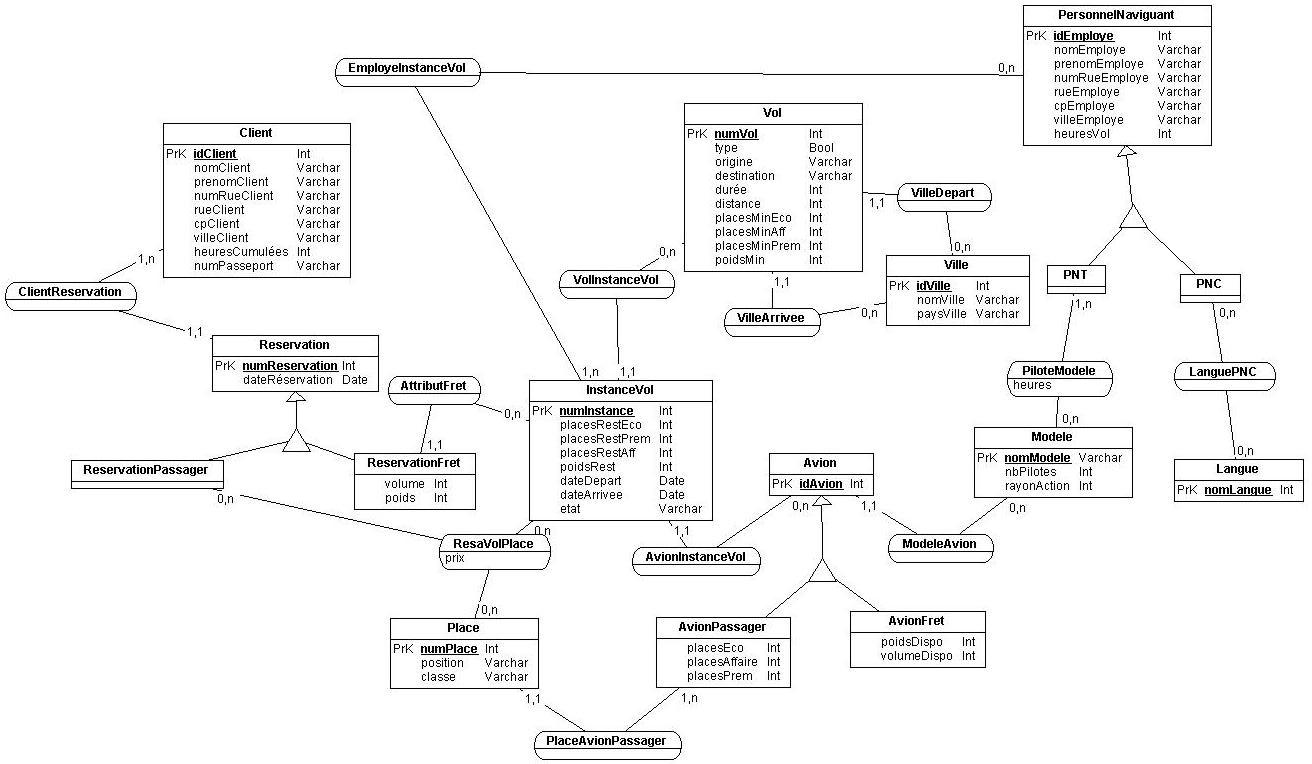 PersonnelNaviguant
PrK idEmploye Int
nomEmploye Varchar
prenomEmploye Varchar
numRueEmploye Varchar
rueEmploye Varchar
cpEmploye Varchar
villeEmploye Varchar
heuresVol Int
EmployeInstanceVol
0,n
1,n
Client
PrK idClient Int
nomClient Varchar
prenomClient Varchar
numRueClient Varchar
rueClient Varchar
cpClient Varchar
villeClient Varchar
heuresCumulées Int
numPasseport Varchar
Vol
PrK numVol Int
type Bool
origine Varchar
destination Varchar
durée Int
distance Int
placesMinEco Int
placesMinAff Int
placesMinPrem Int
poidsMin Int
1,1
VilleDepart
0,n
Ville
PrK idVille Int
nomVille Varchar
paysVille Varchar
1,1
VilleArrivee
0,n
0,n
VolInstanceVol
1,1
1,n
ClientReservation
1,1
Reservation
PrK numReservation Int
dateRéservation Date
AttributFret
0,n
1,1
InstanceVol
PrK numInstance Int
placesRestEco Int
placesRestPrem Int
placesRestAff Int
poidsRest Int
dateDepart Date
dateArrivee Date
etat Varchar
PNT
1,n
PNC
0,n
PiloteModele
heures
0,n
LanguePNC
0,n
Modele
PrK nomModele Varchar
nbPilotes Int
rayonAction Int
0,n
Langue
PrK nomLangue Int
ReservationPassager
0,n
ReservationFret
volume Int
poids Int
Avion
PrK idAvion Int
0,n
1,1
ModeleAvion
0,n
ResaVolPlace
prix
0,n
1,1
AvionInstanceVol
Place
PrK numPlace Int
position Varchar
classe Varchar
1,1
AvionPassager
placesEco Int
placesAffaire Int
placesPrem Int
1,n
AvionFret
poidsDispo Int
volumeDispo Int
PlaceAvionPassager